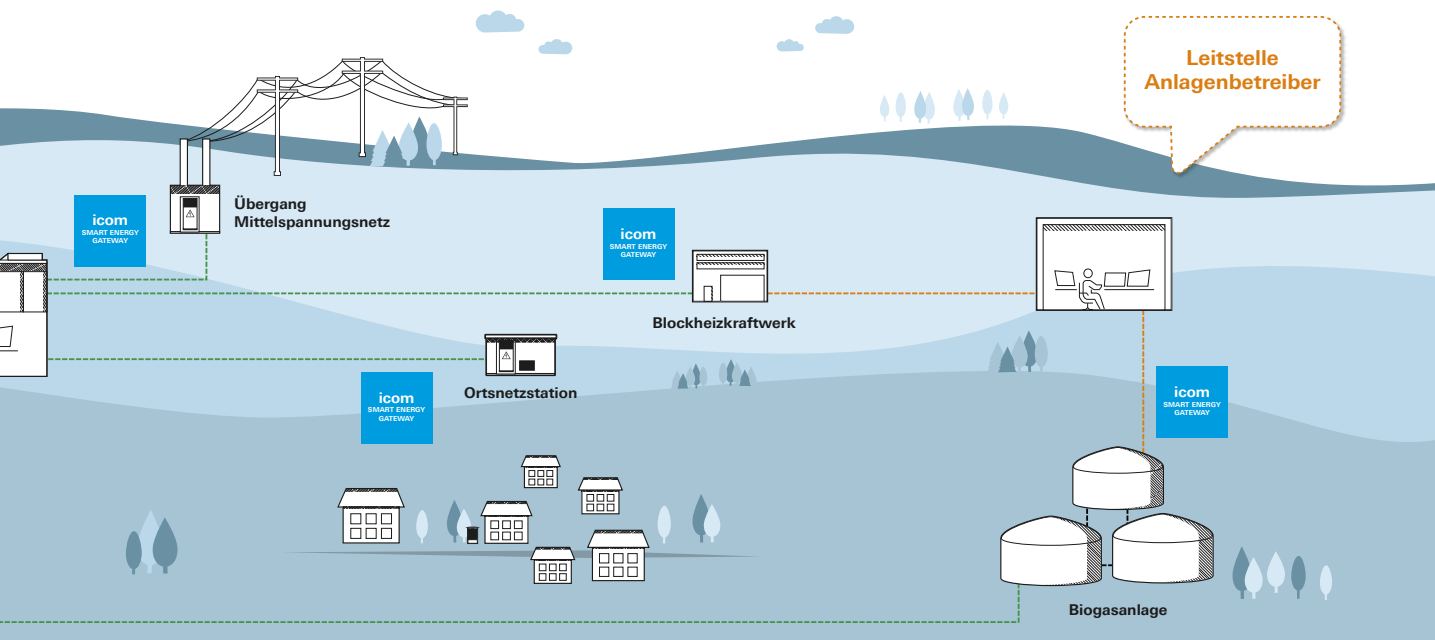 Leitstelle
Anlagenbetreiber
icom
SMART ENERGY
GATEWAY
Übergang
Mittelspannungsnetz
icom
SMART ENERGY
GATEWAY
Blockheizkraftwerk
Ortsnetzstation
icom
SMART ENERGY
GATEWAY
icom
SMART ENERGY
GATEWAY
Biogasanlage